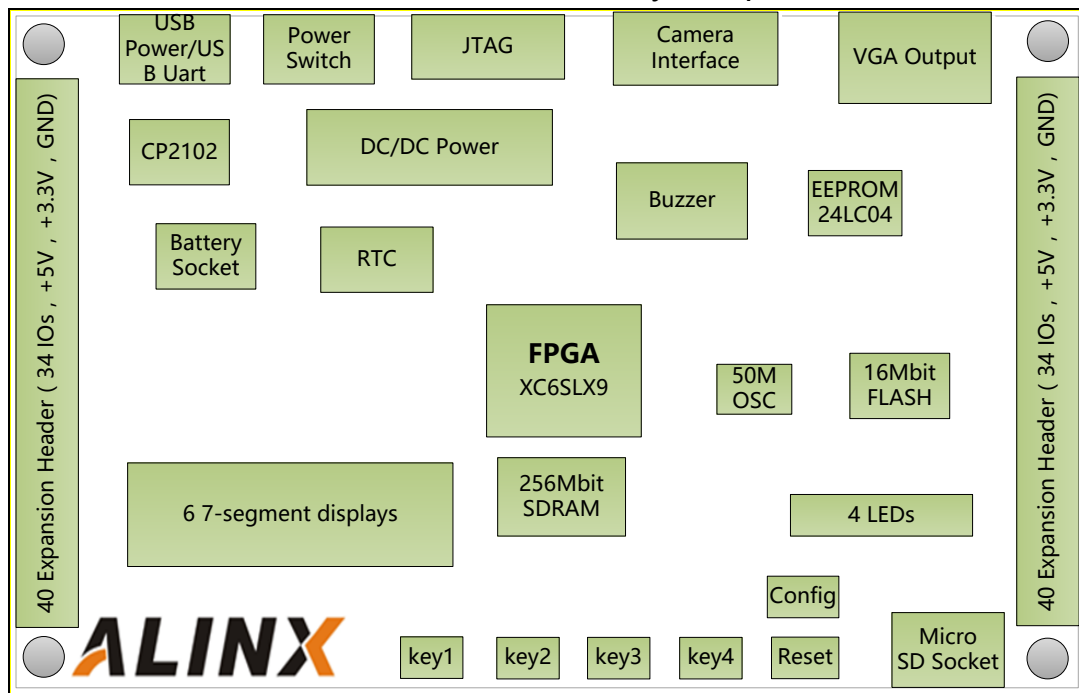 USB
Power/US
B Uart
Power
Switch
JTAG
Camera
Interface
VGA Output
40 Expansion Header ( 34 IOs , +5V , +3.3V , GND)
CP2102
DC/DC Power
Buzzer
EEPROM
24LC04
40 Expansion Header ( 34 IOs , +5V , +3.3V , GND)
Battery
Socket
RTC
FPGA
XC6SLX9
50M
OSC
16Mbit
FLASH
6 7-segment displays
256Mbit
SDRAM
4 LEDs
Config
ALINX
key1
key2
key3
key4
Reset
Micro
SD Socket